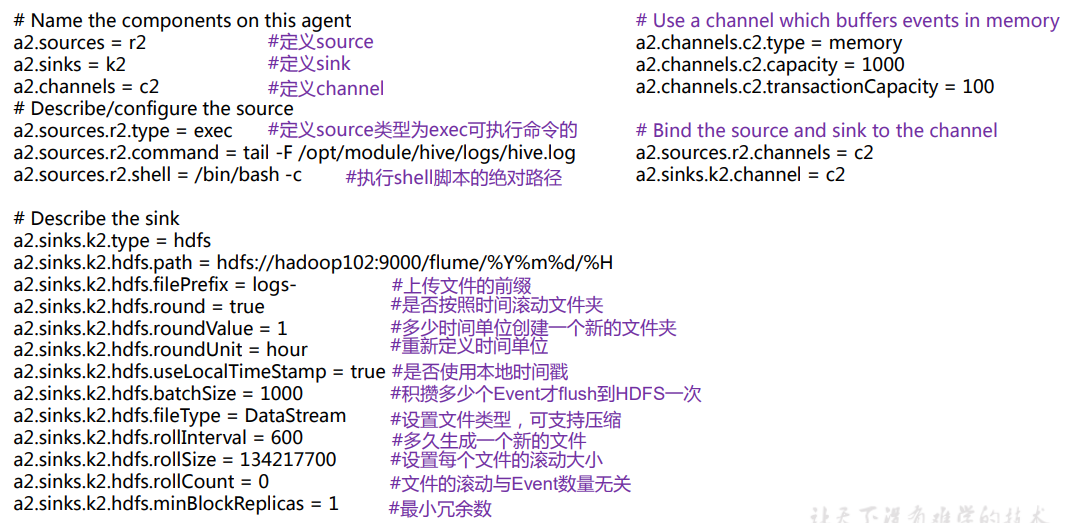 # Name the components on this agent
a2.sources = r2 #定义source
a2.sinks = k2 #定义sink
a2.channels = c2 #定义channel
# Describe/configure the source
a2.sources.r2.type = exec #定义source类型为exec可执行命令的
a2.sources.r2.command = tail -F /opt/module/hive/logs/hive.log
a2.sources.r2.shell = /bin/bash -c #执行shell脚本的绝对路径
# Describe the sink
a2.sinks.k2.type = hdfs
a2.sinks.k2.hdfs.path = hdfs://hadoop102:9000/flume/%Y%m%d/%H
a2.sinks.k2.hdfs.filePrefix = logs- #上传文件的前缀
a2.sinks.k2.hdfs.round = true #是否按照时间滚动文件夹
a2.sinks.k2.hdfs.roundValue = 1 #多少时间单位创建一个新的文件夹
a2.sinks.k2.hdfs.roundUnit = hour #重新定义时间单位
a2.sinks.k2.hdfs.useLocalTimeStamp = true #是否使用本地时间戳
a2.sinks.k2.hdfs.batchSize = 1000 #积攒多少个Event才flush到HDFS一次
a2.sinks.k2.hdfs.fileType = DataStream #设置文件类型，可支持压缩
a2.sinks.k2.hdfs.rollInterval = 600 #多久生成一个新的文件
a2.sinks.k2.hdfs.rollSize = 134217700 #设置每个文件的滚动大小
a2.sinks.k2.hdfs.rollCount = 0 #文件的滚动与Event数量无关
a2.sinks.k2.hdfs.minBlockReplicas = 1 #最小冗余数
# Use a channel which buffers events in memory
a2.channels.c2.type = memory
a2.channels.c2.capacity = 1000
a2.channels.c2.transactionCapacity = 100
# Bind the source and sink to the channel
a2.sources.r2.channels = c2
a2.sinks.k2.channel = c2
让天下没有难学的技术